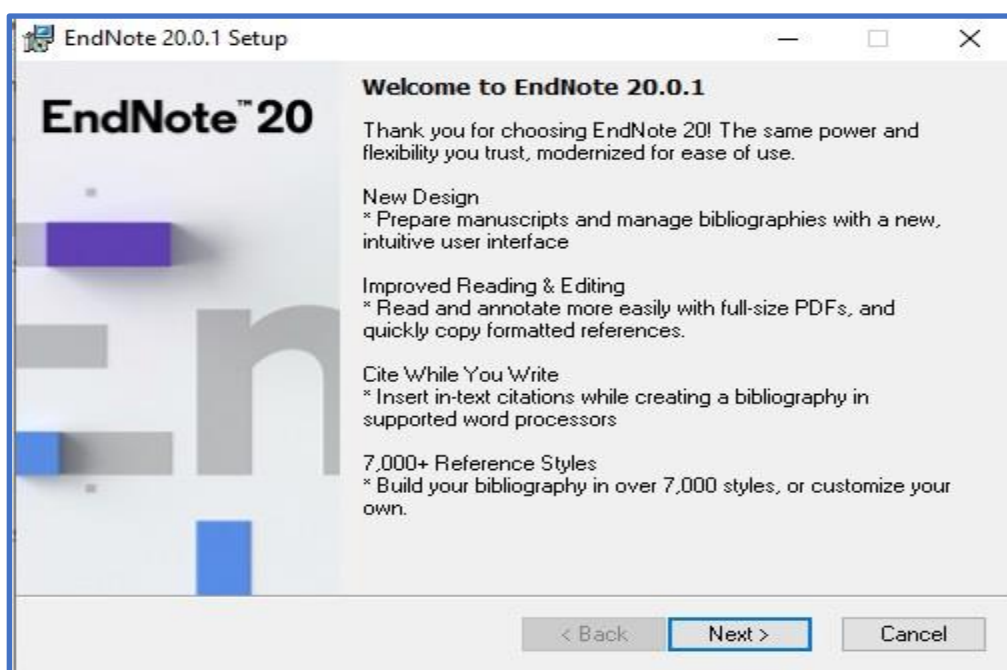 EndNote 20.0.1 Setup
EndNote™20
Welcome to EndNote 20.0.1
Thank you for choosing EndNote 20! The same power and
flexibility you trust, modernized for ease of use.
New Design
* Prepare manuscripts and manage bibliographies with a new,
intuitive user interface
Improved Reading & Editing
* Read and annotate more easily with full-size PDFs, and
quickly copy formatted references.
Cite While You Write
* Insert in-text citations while creating a bibliography in
supported word processors
7,000+ Reference Styles
* Build your bibliography in over 7,000 styles, or customize your
own.
En
< Back Next > Cancel